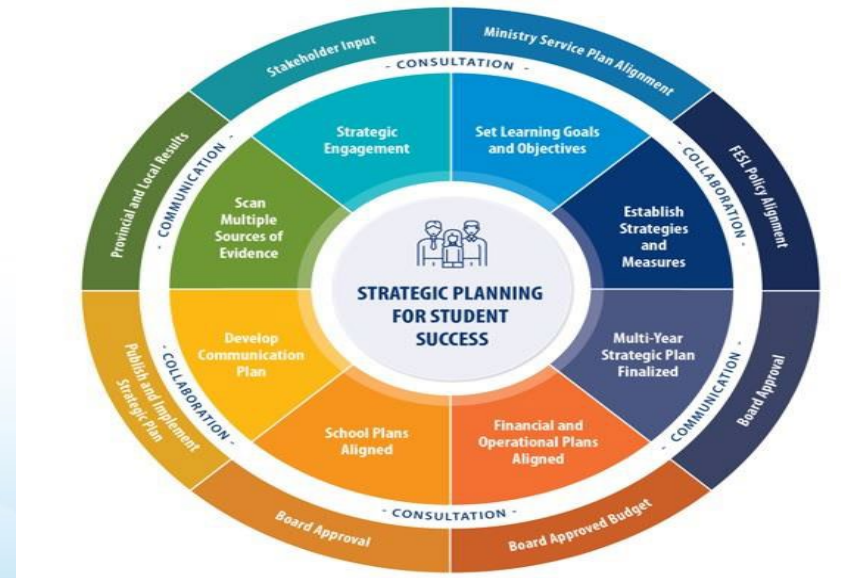 Stakeholder Input
Ministry Service Plan Alignment
FESL Policy Alignment
Board Approval
Board Approved Budget
Board Approval
Publish and Implement
Strategic Plan
Provincial and Local Results
- CONSULTATION -
- COLLABORATION -
- COMMUNICATION -
- CONSULTATION -
- COLLABORATION -
- COMMUNICATION -
Strategic
Engagement
Set Learning Goals
and Objectives
Establish
Strategies
and
Measures
Multi-Year
Strategic Plan
Finalized
Financial and
Operational Plans
Aligned
School Plans
Aligned
Develop
Communication
Plan
Scan
Multiple
Sources of
Evidence
STRATEGIC PLANNING
FOR STUDENT
SUCCESS